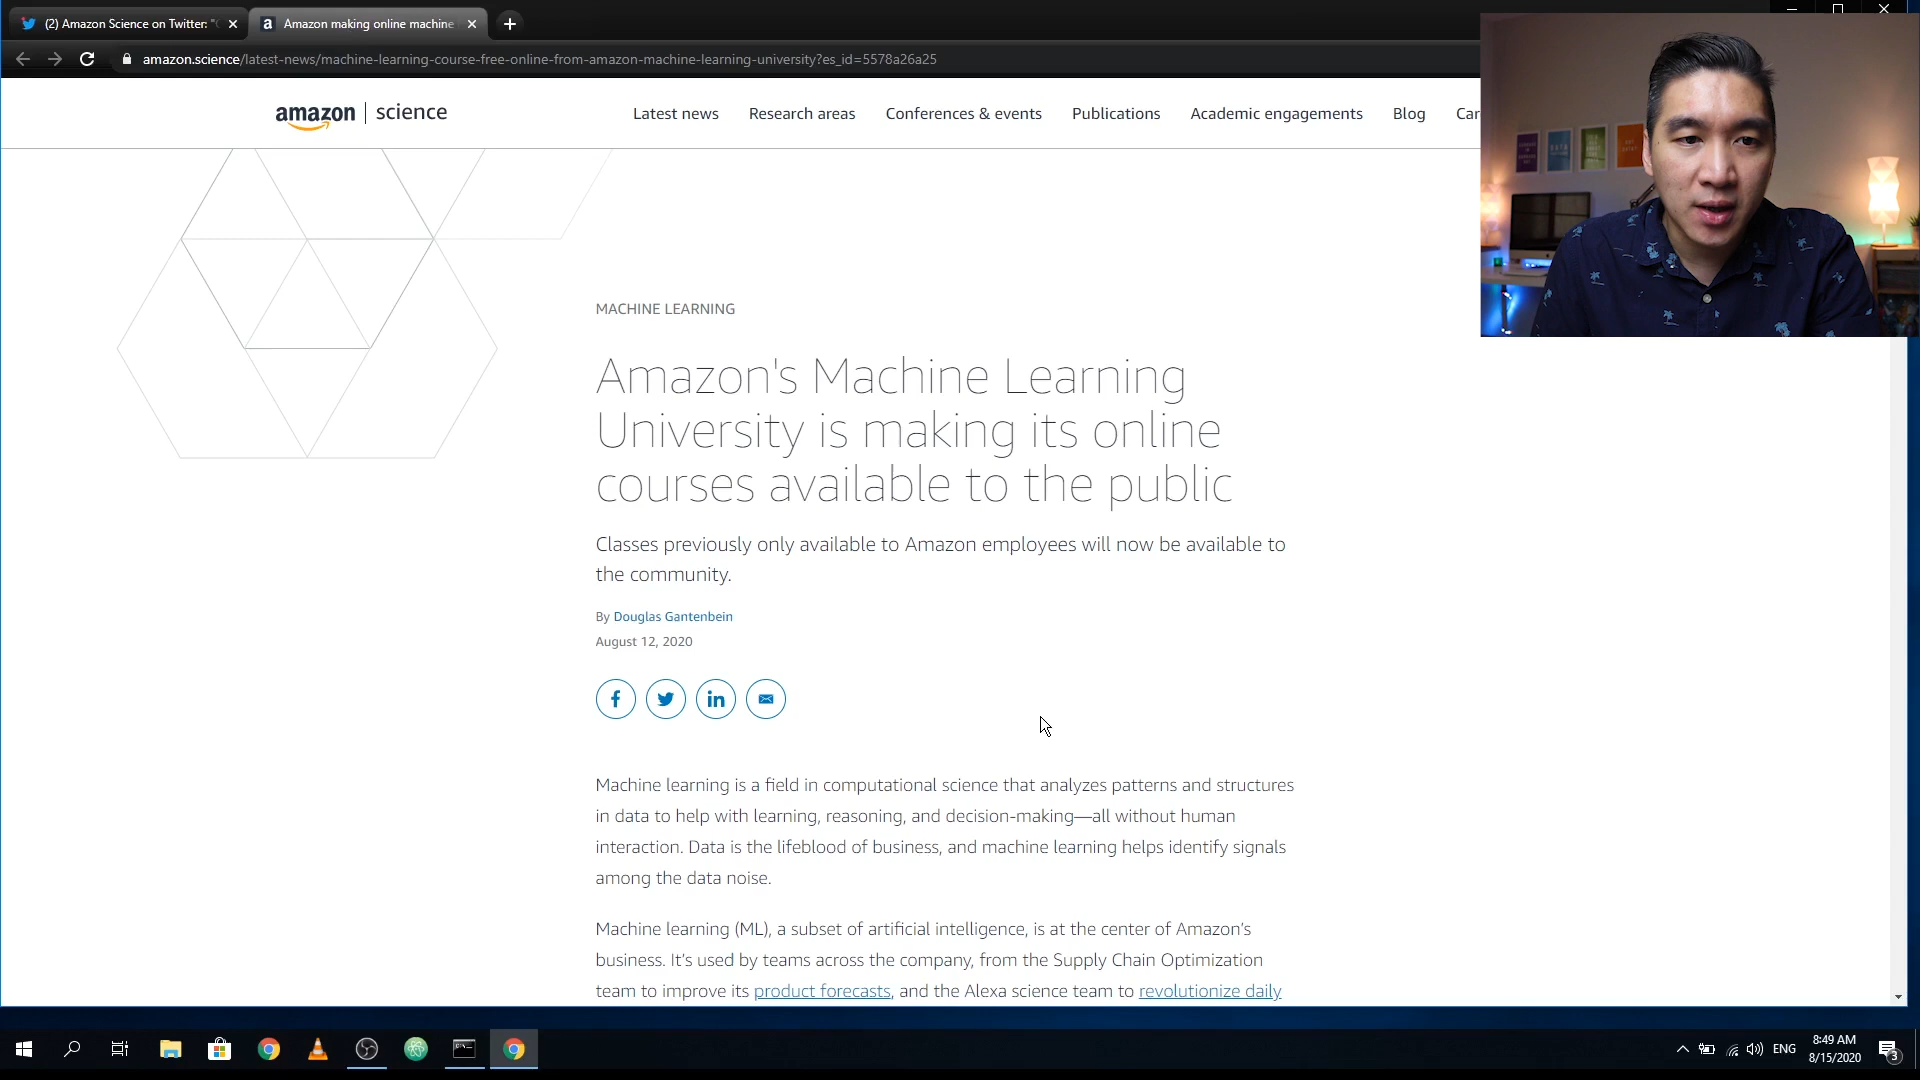 (2) Amazon Science on Twitter: "
Amazon making online machine
amazon.science/latest-news/machine-learning-course-free-online-from-amazon-machine-learning-university?es_id=5578a26a25
amazon | science
Latest news
Research areas
Conferences & events
Publications
Academic engagements
Blog
Car
MACHINE LEARNING
Amazon's Machine Learning
University is making its online
courses available to the public
Classes previously only available to Amazon employees will now be available to
the community.
By Douglas Gantenbein
August 12, 2020
Machine learning is a field in computational science that analyzes patterns and structures
in data to help with learning, reasoning, and decision-making—all without human
interaction. Data is the lifeblood of business, and machine learning helps identify signals
among the data noise.
Machine learning (ML), a subset of artificial intelligence, is at the center of Amazon’s
business. It’s used by teams across the company, from the Supply Chain Optimization
team to improve its product forecasts, and the Alexa science team to revolutionize daily
ENG
8:49 AM
8/15/2020
3